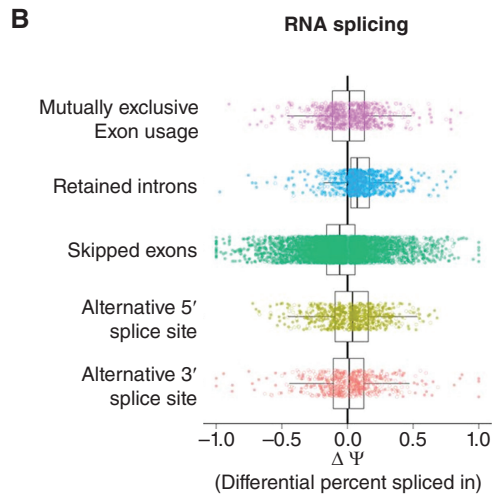 B
RNA splicing
Mutually exclusive
Exon usage
Retained introns
Skipped exons
Alternative 5′
splice site
Alternative 3′
splice site
−1.0 −0.5 0.0 0.5 1.0
Δ Ψ
(Differential percent spliced in)